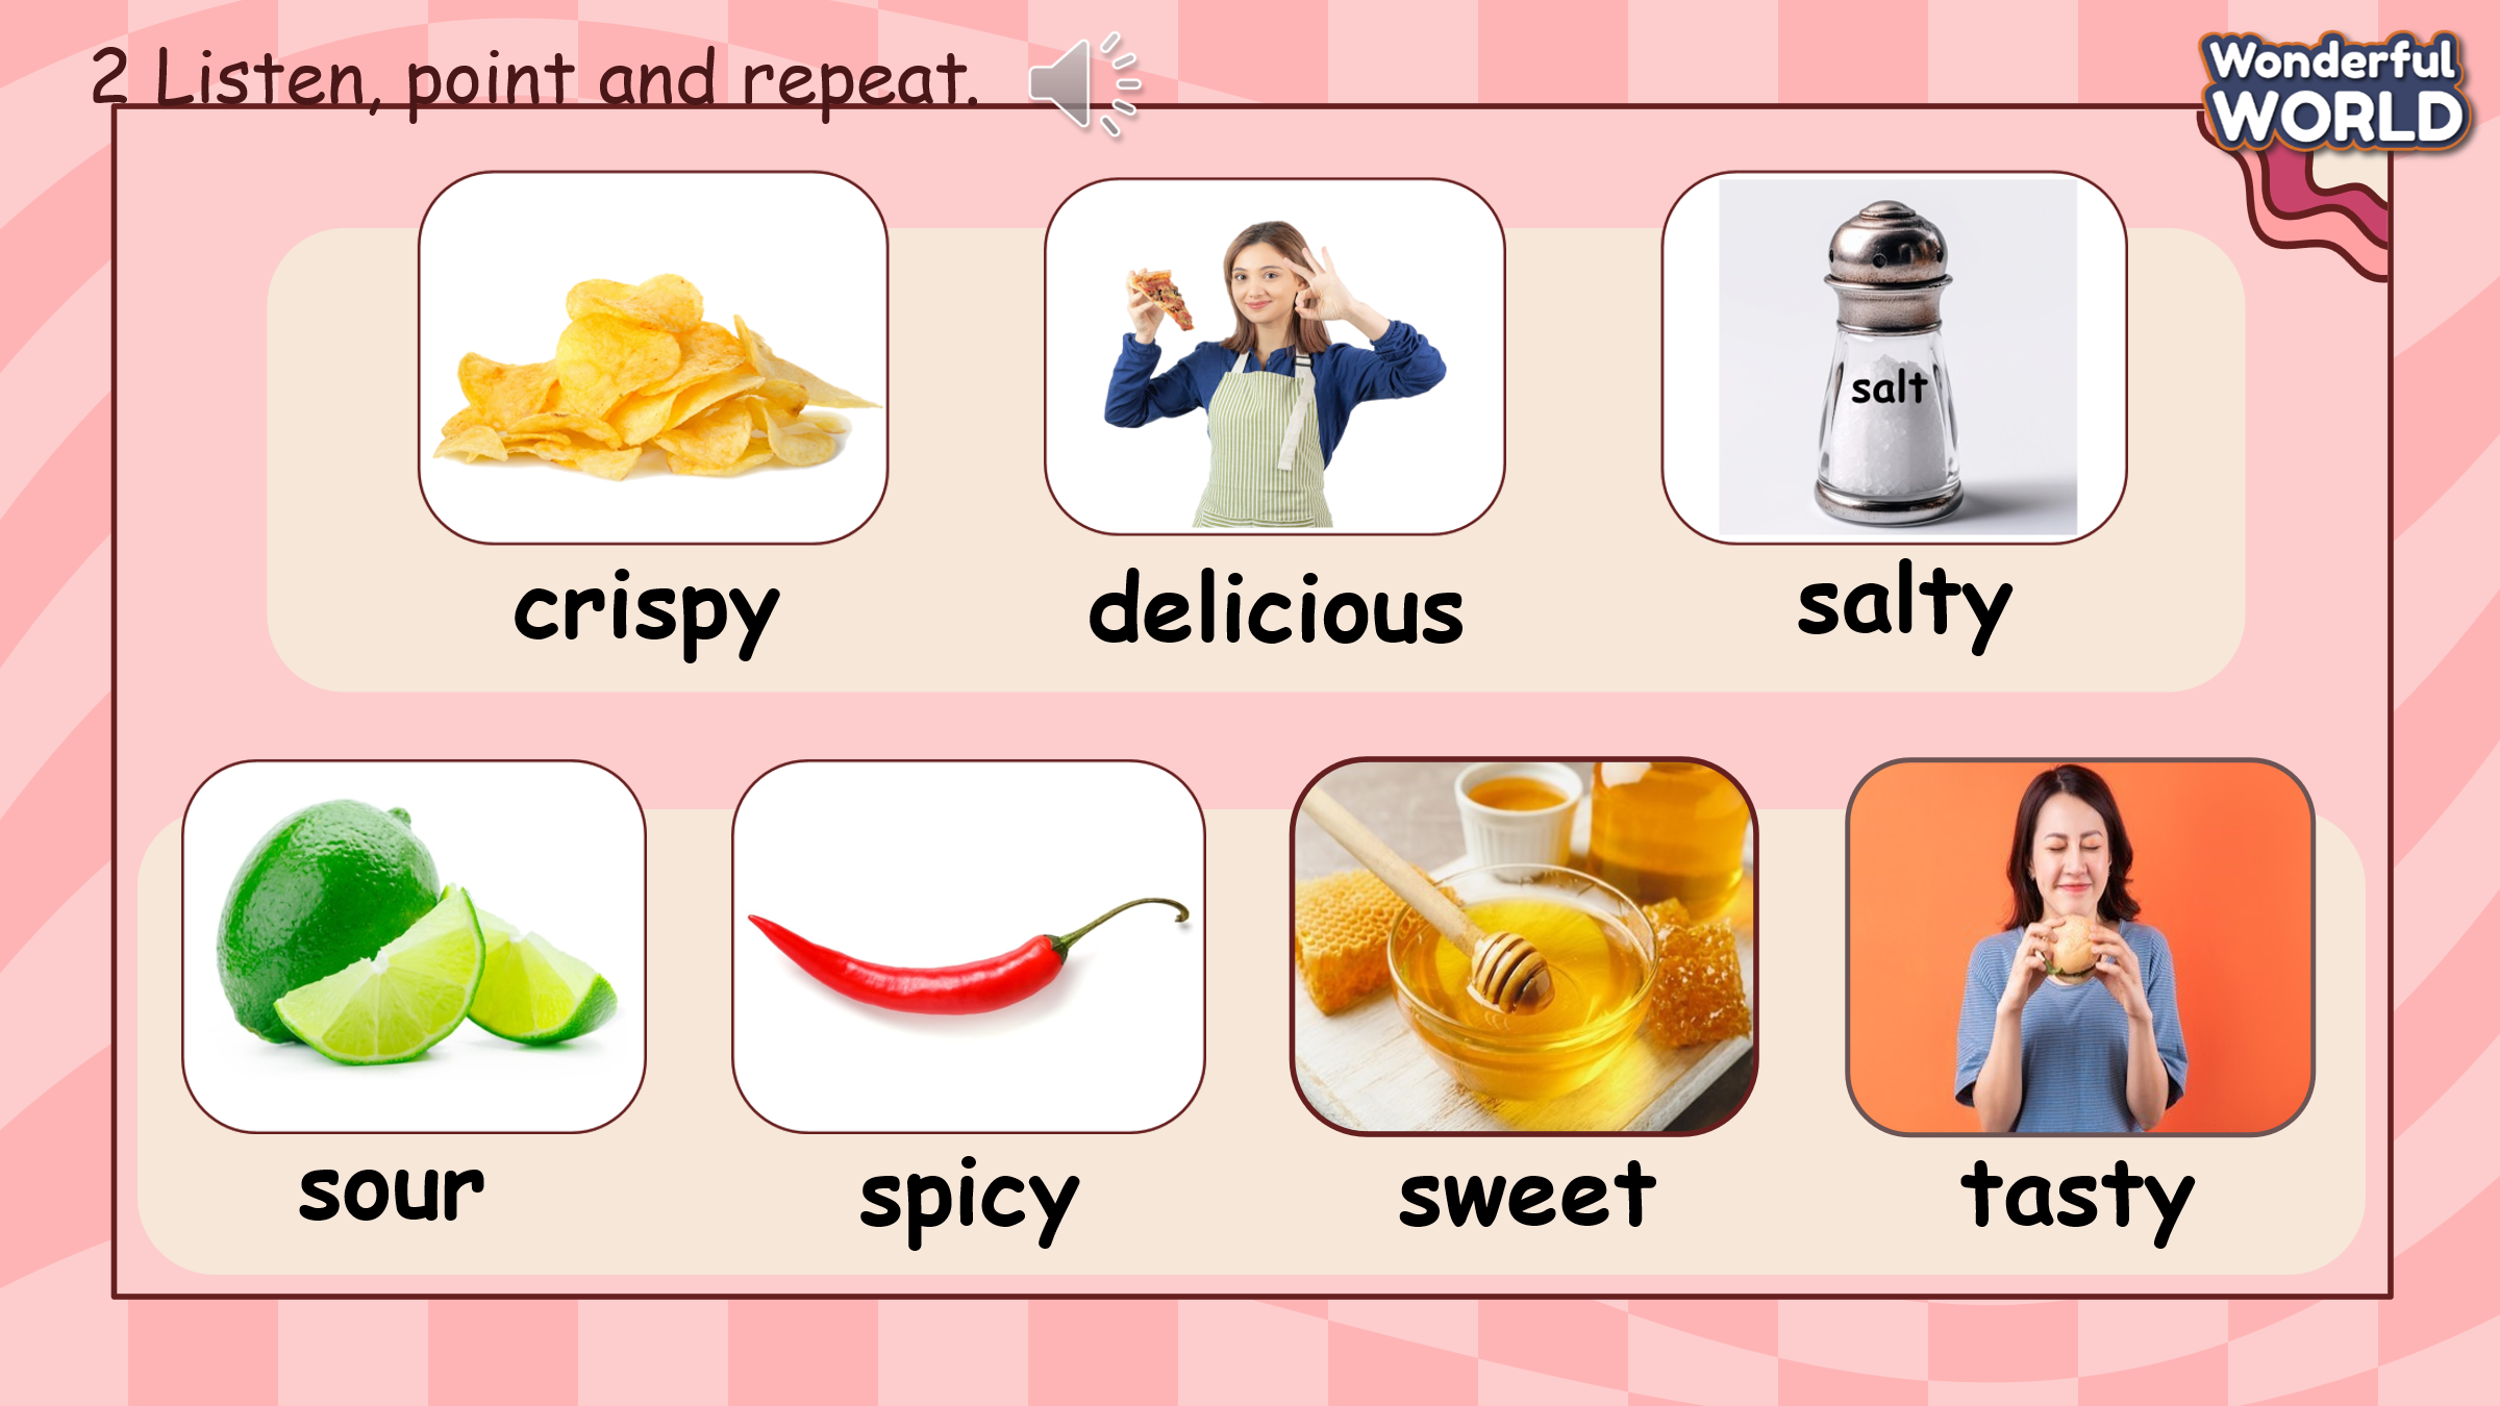 2 Listen, point and repeat.
Wonderful
WORLD
salt
crispy
delicious
salty
sour
spicy
sweet
tasty